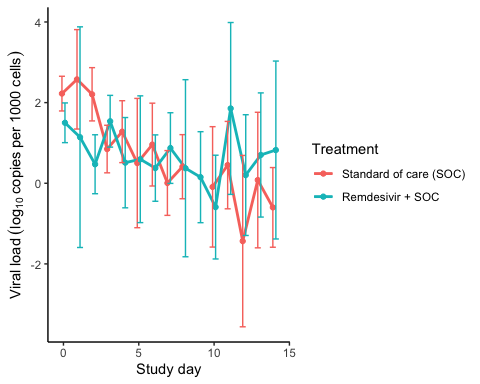 Viral load (log₁₀ copies per 1000 cells)
4
2
0
-2
0
5
10
15
Study day
Treatment
Standard of care (SOC)
Remdesivir + SOC